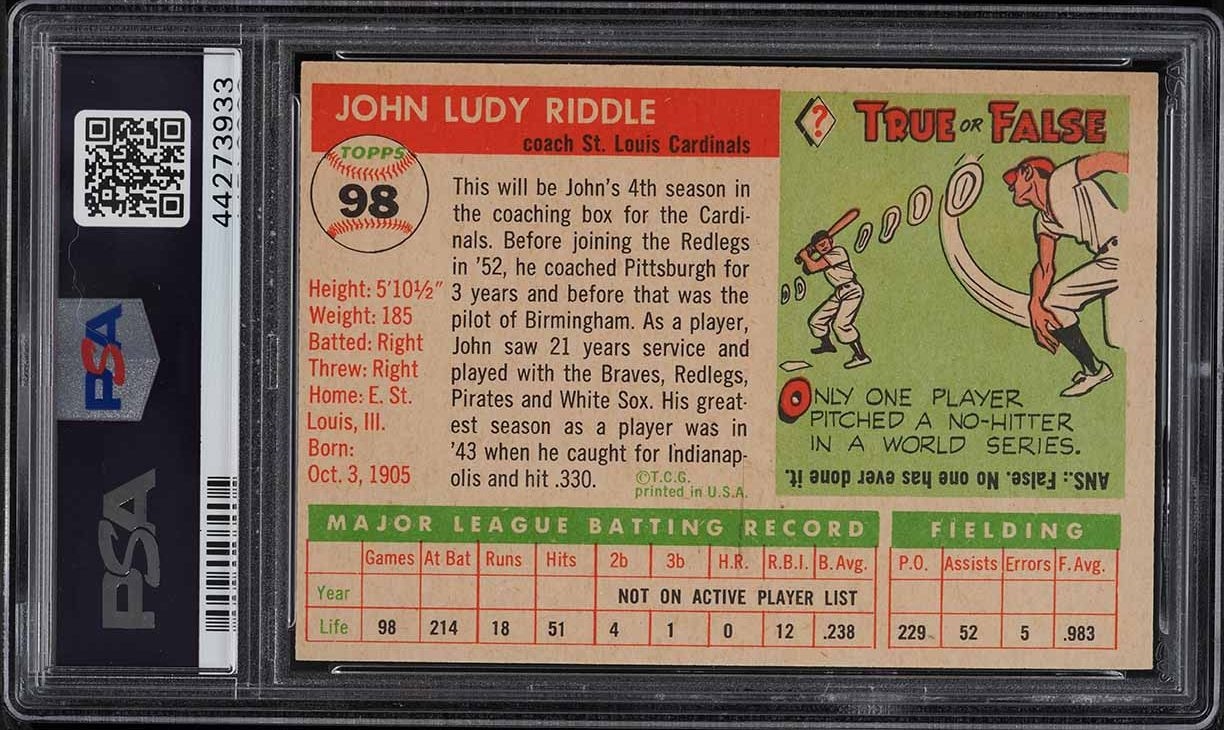 PSA
PSA
44273933
JOHN LUDY RIDDLE
coach St. Louis Cardinals
TOPPS
98
Height: 5'10½"
Weight: 185
Batted: Right
Threw: Right
Home: E. St.
Louis, Ill.
Born:
Oct. 3, 1905
This will be John's 4th season in
the coaching box for the Cardi-
nals. Before joining the Redlegs
in '52, he coached Pittsburgh for
3 years and before that was the
pilot of Birmingham. As a player,
John saw 21 years service and
played with the Braves, Redlegs,
Pirates and White Sox. His great-
est season as a player was in
'43 when he caught for Indianap-
olis and hit .330.
©T.C.G.
printed in U.S.A.
? TRUE OR FALSE
ONLY ONE PLAYER
PITCHED A NO-HITTER
IN A WORLD SERIES.
ANS.: False. No one has ever done it.
MAJOR LEAGUE BATTING RECORD
Games At Bat Runs Hits 2b 3b H.R. R.B.I. B. Avg.
Year NOT ON ACTIVE PLAYER LIST
Life 98 214 18 51 4 1 0 12 .238
FIELDING
P.O. Assists Errors F. Avg.
229 52 5 .983